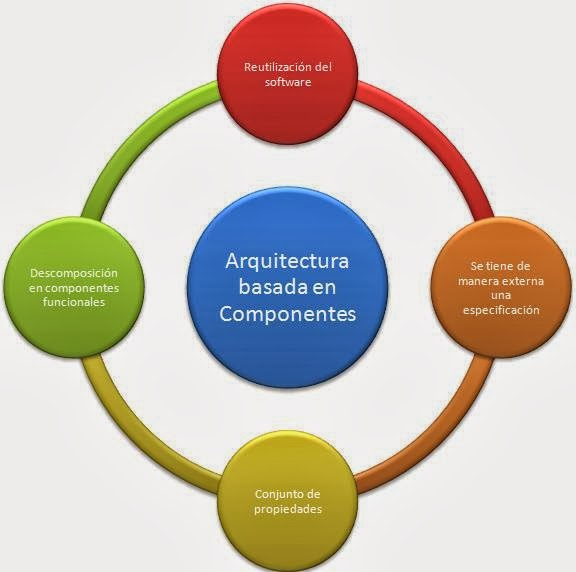 Reutilización del
software
Arquitectura
basada en
Componentes
Descomposición
en componentes
funcionales
Se tiene de
manera externa
una
especificación
Conjunto de
propiedades